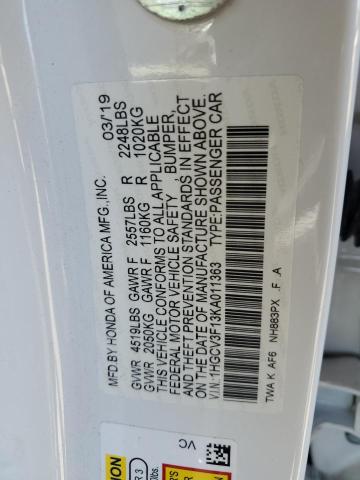 MFD.BY HONDA OF AMERICA MFG.,INC. 03/19
GVWR 4519LBS GAWR F 2557LBS R 2248LBS
GVWR 2050KG GAWR F 1160KG R 1020KG
THIS VEHICLE CONFORMS TO ALL APPLICABLE
FEDERAL MOTOR VEHICLE SAFETY , BUMPER,
AND THEFT PREVENTION STANDARDS IN EFFECT
ON THE DATE OF MANUFACTURE SHOWN ABOVE.
V.I.N:1HGCV3F13KA011363 TYPE:PASSENGER CAR
TWA K AF6 NH883PX .F .A
VC